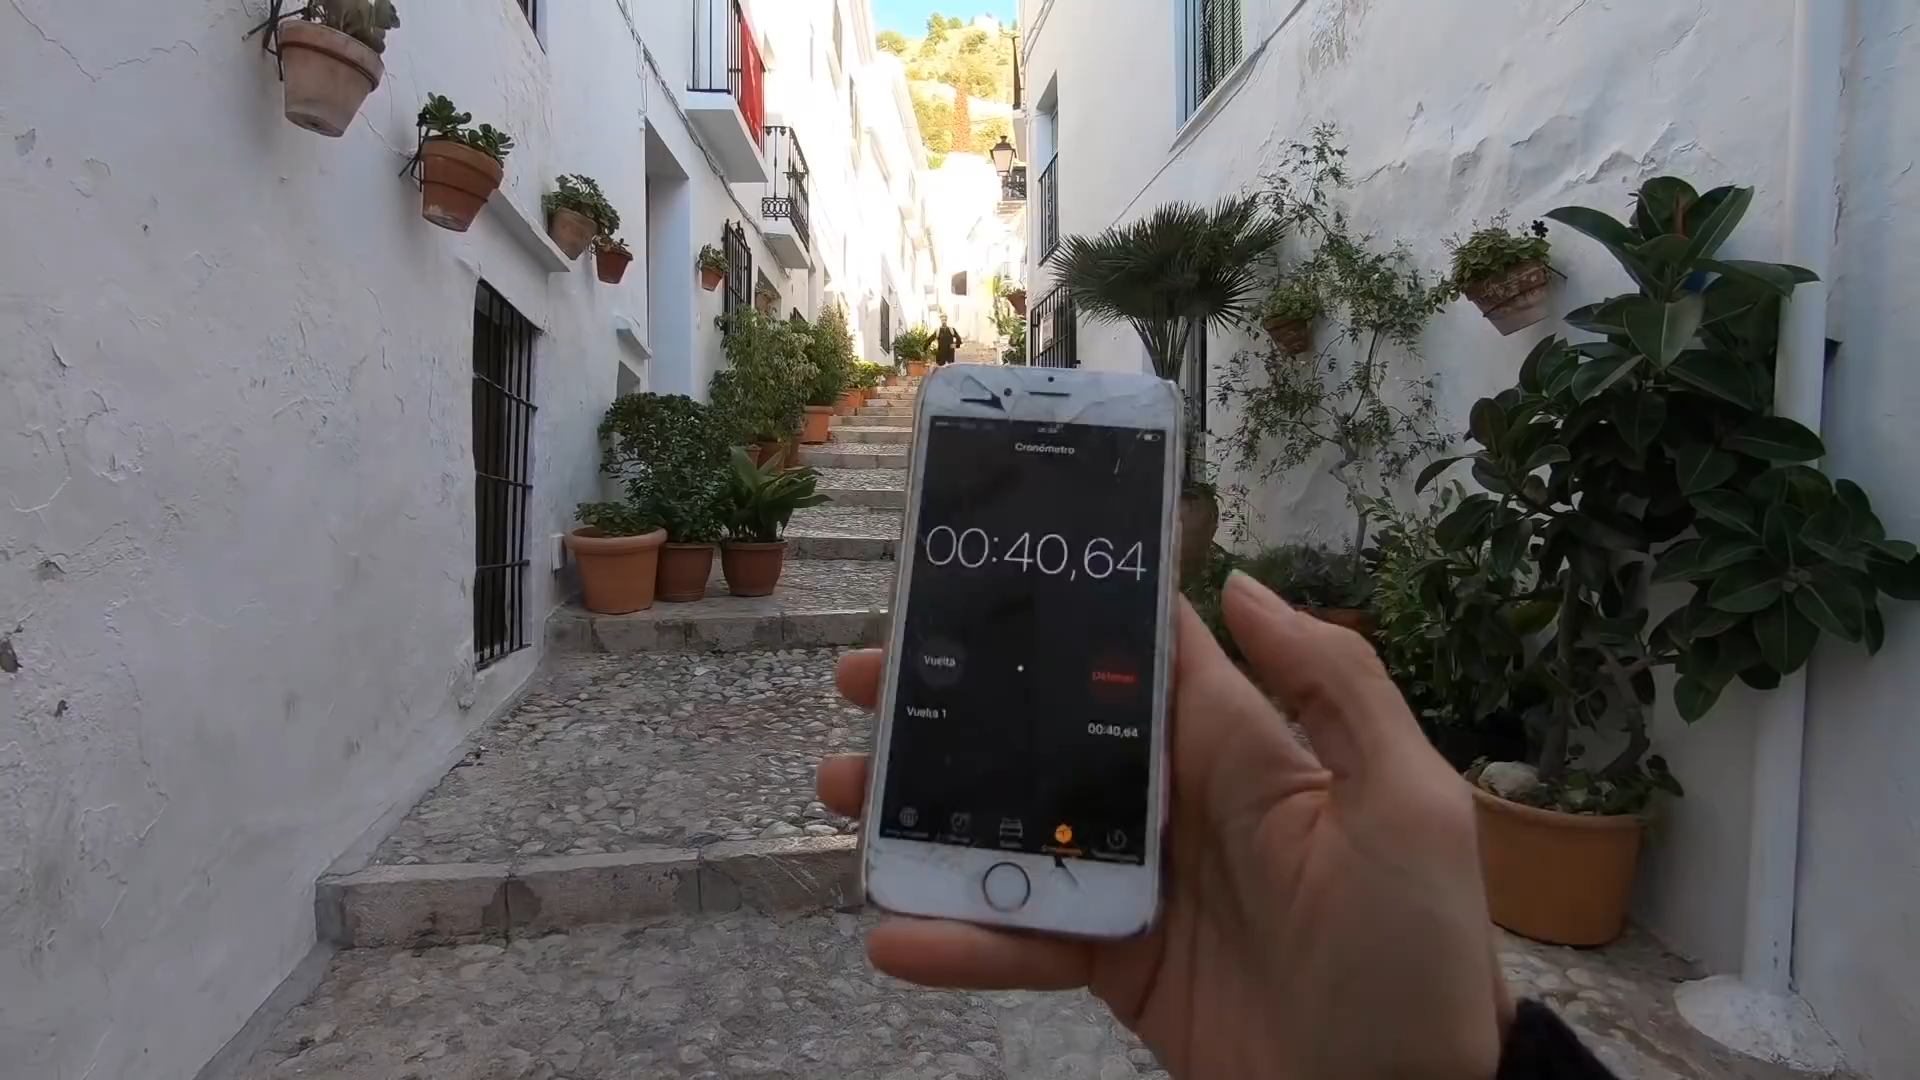 Cronómetro
00:40,64
Vuelta
Detener
Vuelta 1
00:40,64